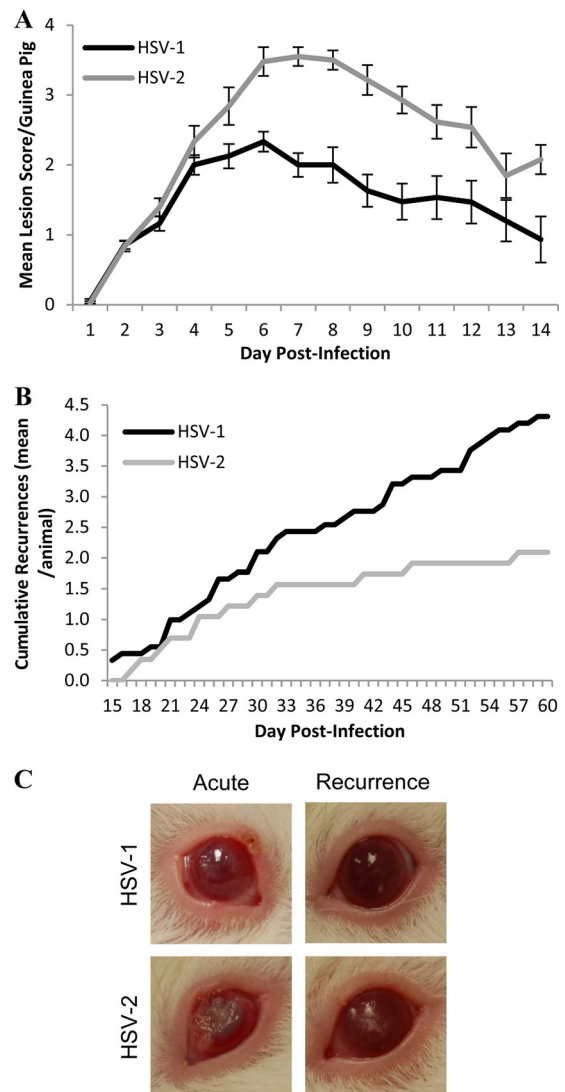 A
Mean Lesion Score/Guinea Pig
4
3
2
1
0
HSV-1
HSV-2
1 2 3 4 5 6 7 8 9 10 11 12 13 14
Day Post-Infection
B
Cumulative Recurrences (mean
/animal)
4.5
4.0
3.5
3.0
2.5
2.0
1.5
1.0
0.5
0.0
HSV-1
HSV-2
15 18 21 24 27 30 33 36 39 42 45 48 51 54 57 60
Day Post-Infection
C
Acute Recurrence
HSV-1
HSV-2